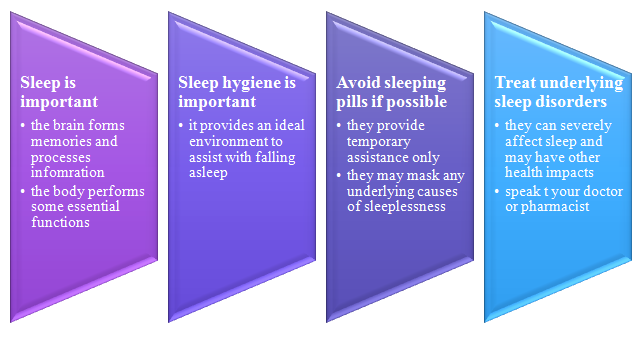 Sleep is
important
• the brain forms
memories and
processes
infomration
• the body performs
some essential
functions
Sleep hygiene is
important
• it provides an ideal
environment to
assist with falling
asleep
Avoid sleeping
pills if possible
• they provide
temporary
assistance only
• they may mask any
underlying causes
of sleeplessness
Treat underlying
sleep disorders
• they can severely
affect sleep and
may have other
health impacts
• speak t your doctor
or pharmacist